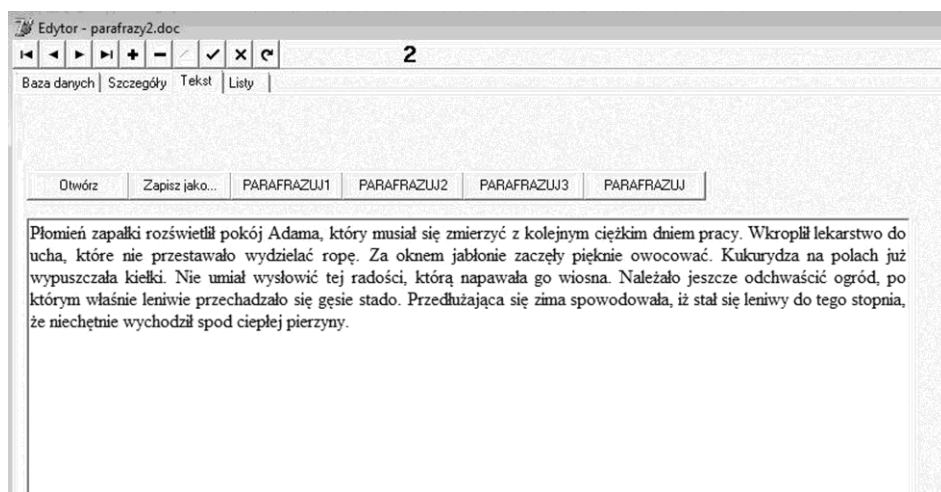 Edytor - parafrazy2.doc
2
Baza danych Szczegóły Tekst Listy
Otwórz Zapisz jako... PARAFRAZUJ1 PARAFRAZUJ2 PARAFRAZUJ3 PARAFRAZUJ
Płomień zapałki rozświetlił pokój Adama, który musiał się zmierzyć z kolejnym ciężkim dniem pracy. Wkroplił lekarstwo do
ucha, które nie przestawało wydzielać ropę. Za oknem jabłonie zaczęły pięknie owocować. Kukurydza na polach już
wypuszczała kiełki. Nie umiał wysłowić tej radości, którą napawała go wiosna. Należało jeszcze odchwaścić ogród, po
którym właśnie leniwie przechadzało się gęsie stado. Przedłużająca się zima spowodowała, iż stał się leniwy do tego stopnia,
że niechętnie wychodził spod ciepłej pierzyny.